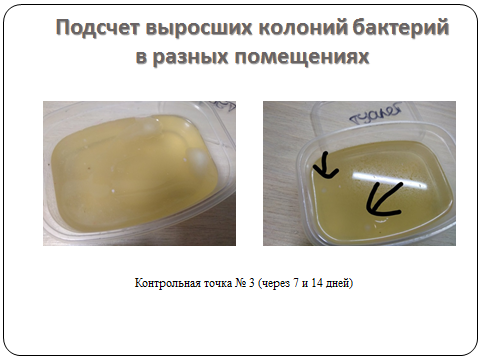 Подсчет выросших колоний бактерий
в разных помещениях
Контрольная точка № 3 (через 7 и 14 дней)